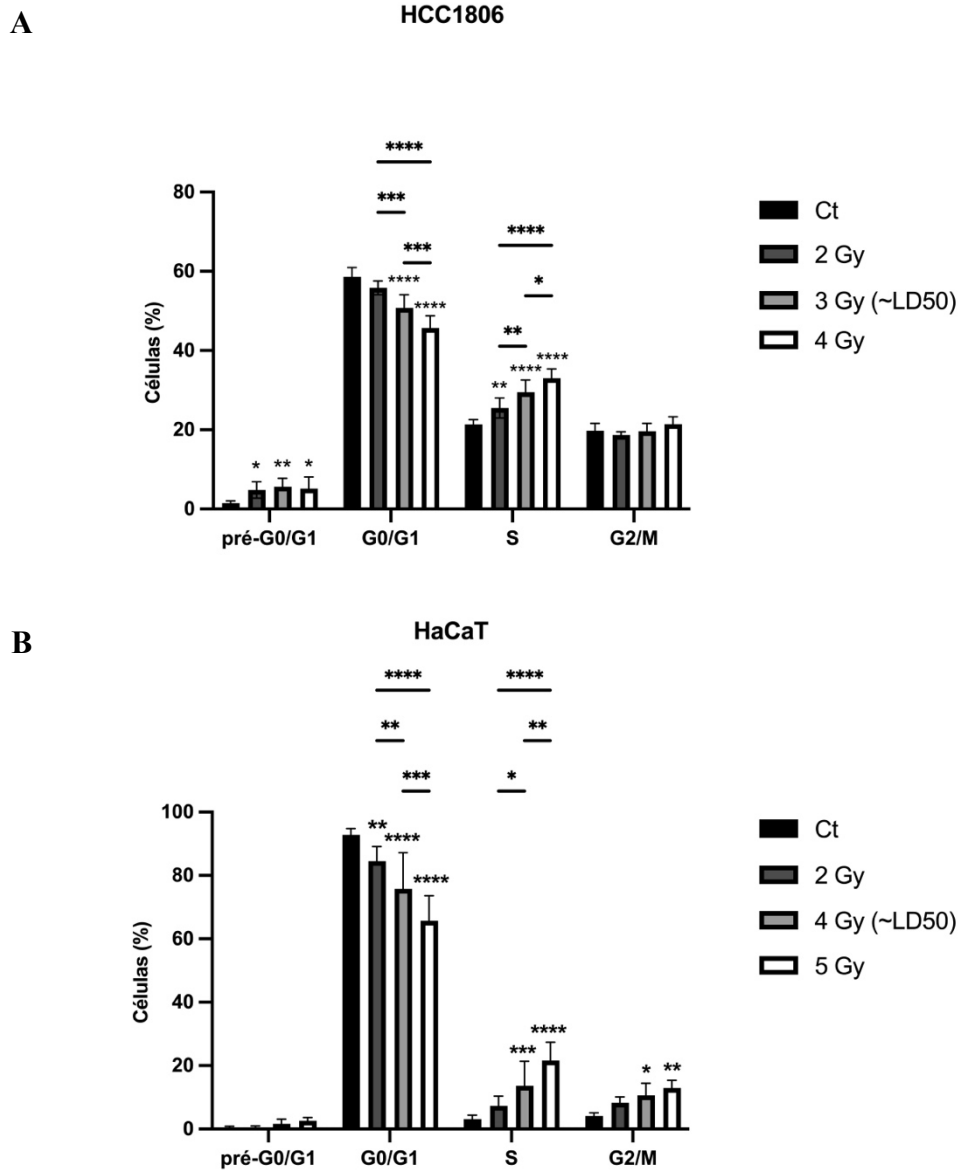 A
HCC1806
****
***
***
****
****
****
*
**
**
****
****
*
**
*
Células (%)
80
60
40
20
0
pré-G0/G1
G0/G1
S
G2/M
Ct
2 Gy
3 Gy (~LD50)
4 Gy
B
HaCaT
****
**
***
****
**
*
**
****
****
***
****
*
**
Células (%)
100
80
60
40
20
0
pré-G0/G1
G0/G1
S
G2/M
Ct
2 Gy
4 Gy (~LD50)
5 Gy